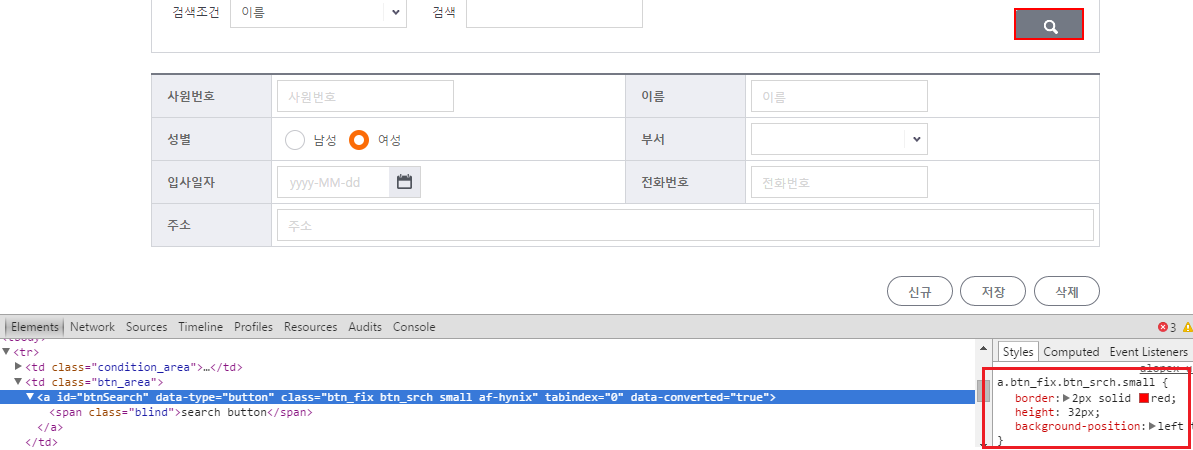 검색조건 이름 검색
사원번호 사원번호 이름 이름
성별 남성 여성 부서
입사일자 yyyy-MM-dd 전화번호 전화번호
주소 주소
신규 저장 삭제
Elements Network Sources Timeline Profiles Resources Audits Console 3
<tr>
<td class="condition_area">…</td>
<td class="btn_area">
<a id="btnSearch" data-type="button" class="btn_fix btn_srch small af-hynix" tabindex="0" data-converted="true">
<span class="blind">search button</span>
</a>
</td>
Styles Computed Event Listeners
a.btn_fix.btn_srch.small {
border: 2px solid red;
height: 32px;
background-position: left
}